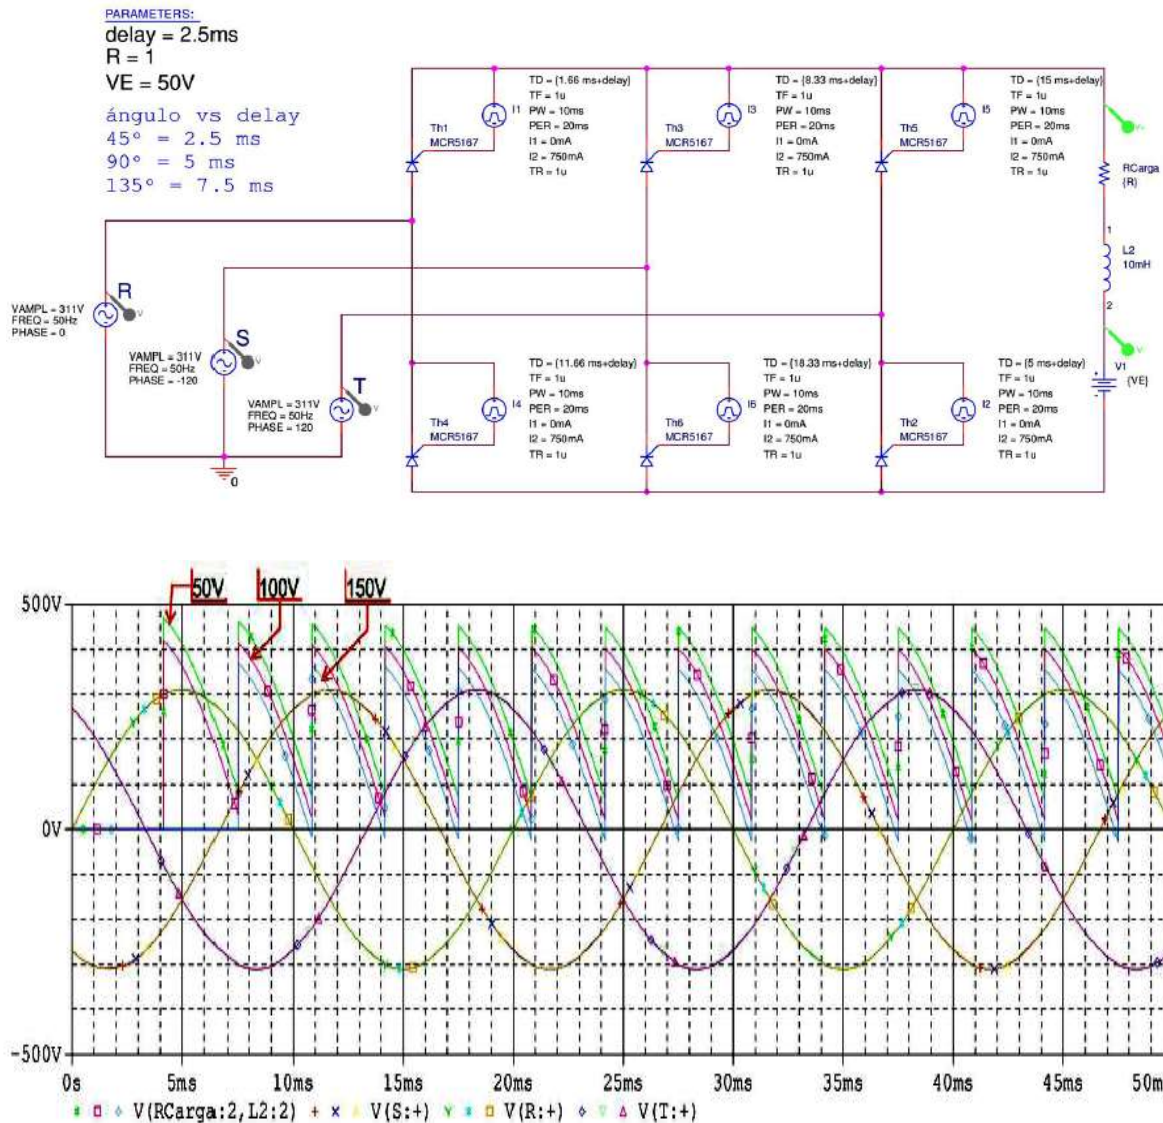 PARAMETERS:
delay = 2.5ms
R = 1
VE = 50V
ángulo vs delay
45° = 2.5 ms
90° = 5 ms
135° = 7.5 ms
Th1
MCR5167
I1
TD = {1.66 ms+delay}
TF = 1u
PW = 10ms
PER = 20ms
I1 = 0mA
I2 = 750mA
TR = 1u
Th3
MCR5167
I3
TD = {8.33 ms+delay}
TF = 1u
PW = 10ms
PER = 20ms
I1 = 0mA
I2 = 750mA
TR = 1u
Th5
MCR5167
I5
TD = {15 ms+delay}
TF = 1u
PW = 10ms
PER = 20ms
I1 = 0mA
I2 = 750mA
TR = 1u
V+
RCarga
{R}
1
L2
10mH
2
V-
V1
{VE}
R
V
VAMPL = 311V
FREQ = 50Hz
PHASE = 0
S
V
VAMPL = 311V
FREQ = 50Hz
PHASE = -120
T
V
VAMPL = 311V
FREQ = 50Hz
PHASE = 120
0
Th4
MCR5167
I4
TD = {11.66 ms+delay}
TF = 1u
PW = 10ms
PER = 20ms
I1 = 0mA
I2 = 750mA
TR = 1u
Th6
MCR5167
I6
TD = {18.33 ms+delay}
TF = 1u
PW = 10ms
PER = 20ms
I1 = 0mA
I2 = 750mA
TR = 1u
Th2
MCR5167
I2
TD = {5 ms+delay}
TF = 1u
PW = 10ms
PER = 20ms
I1 = 0mA
I2 = 750mA
TR = 1u
50V
100V
150V
500V
0V
-500V
0s 5ms 10ms 15ms 20ms 25ms 30ms 35ms 40ms 45ms 50m
V(RCarga:2,L2:2) V(S:+) V(R:+) V(T:+)